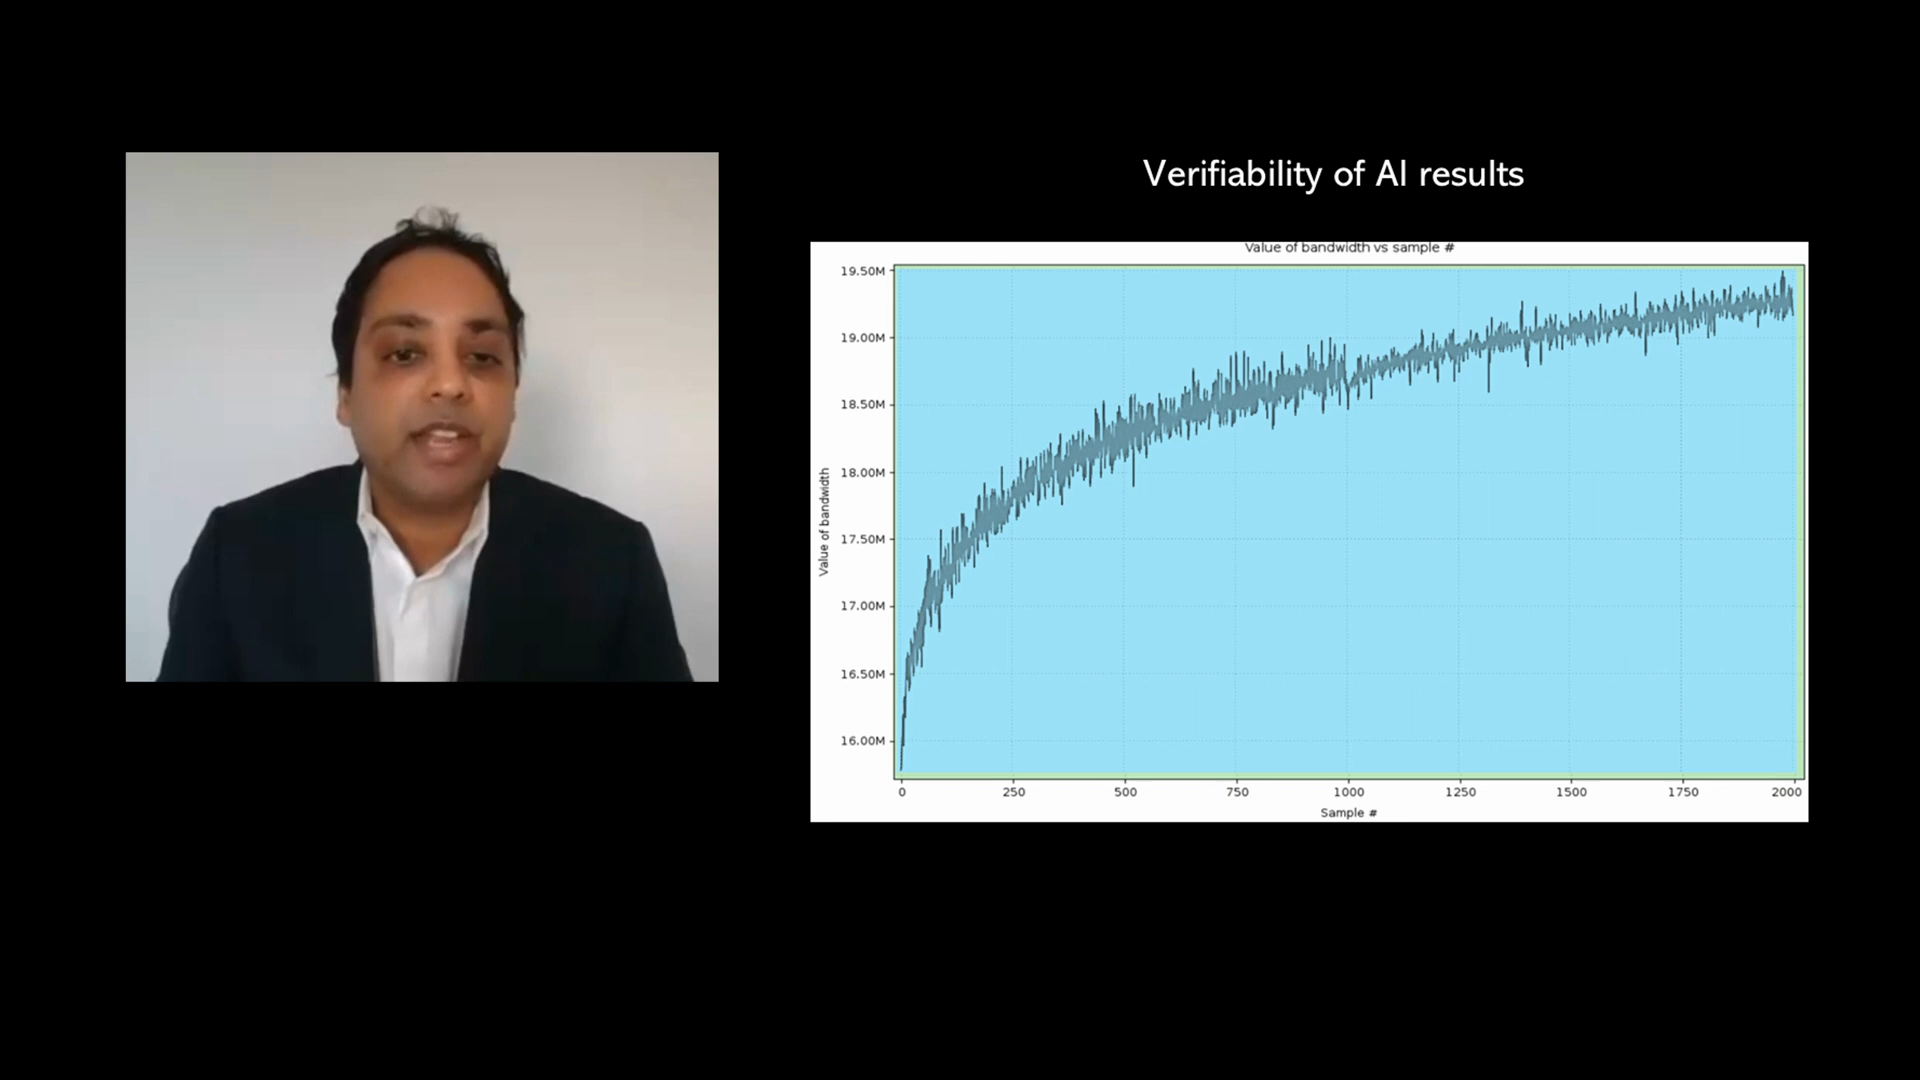 Verifiability of AI results
Value of bandwidth vs sample #
19.50M
19.00M
18.50M
18.00M
17.50M
17.00M
16.50M
16.00M
Value of bandwidth
0 250 500 750 1000 1250 1500 1750 2000
Sample #